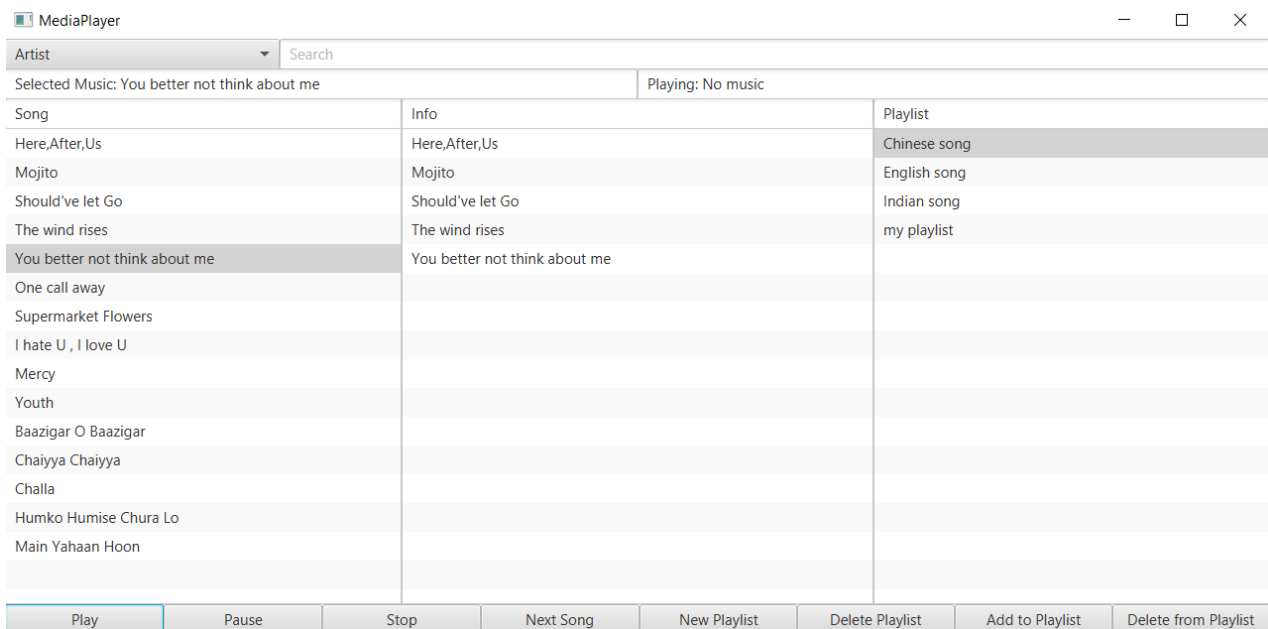 MediaPlayer
Artist Search
Selected Music: You better not think about me Playing: No music
Song Info Playlist
Here,After,Us Here,After,Us Chinese song
Mojito Mojito English song
Should've let Go Should've let Go Indian song
The wind rises The wind rises my playlist
You better not think about me You better not think about me
One call away
Supermarket Flowers
I hate U , I love U
Mercy
Youth
Baazigar O Baazigar
Chaiyya Chaiyya
Challa
Humko Humise Chura Lo
Main Yahaan Hoon
Play Pause Stop Next Song New Playlist Delete Playlist Add to Playlist Delete from Playlist